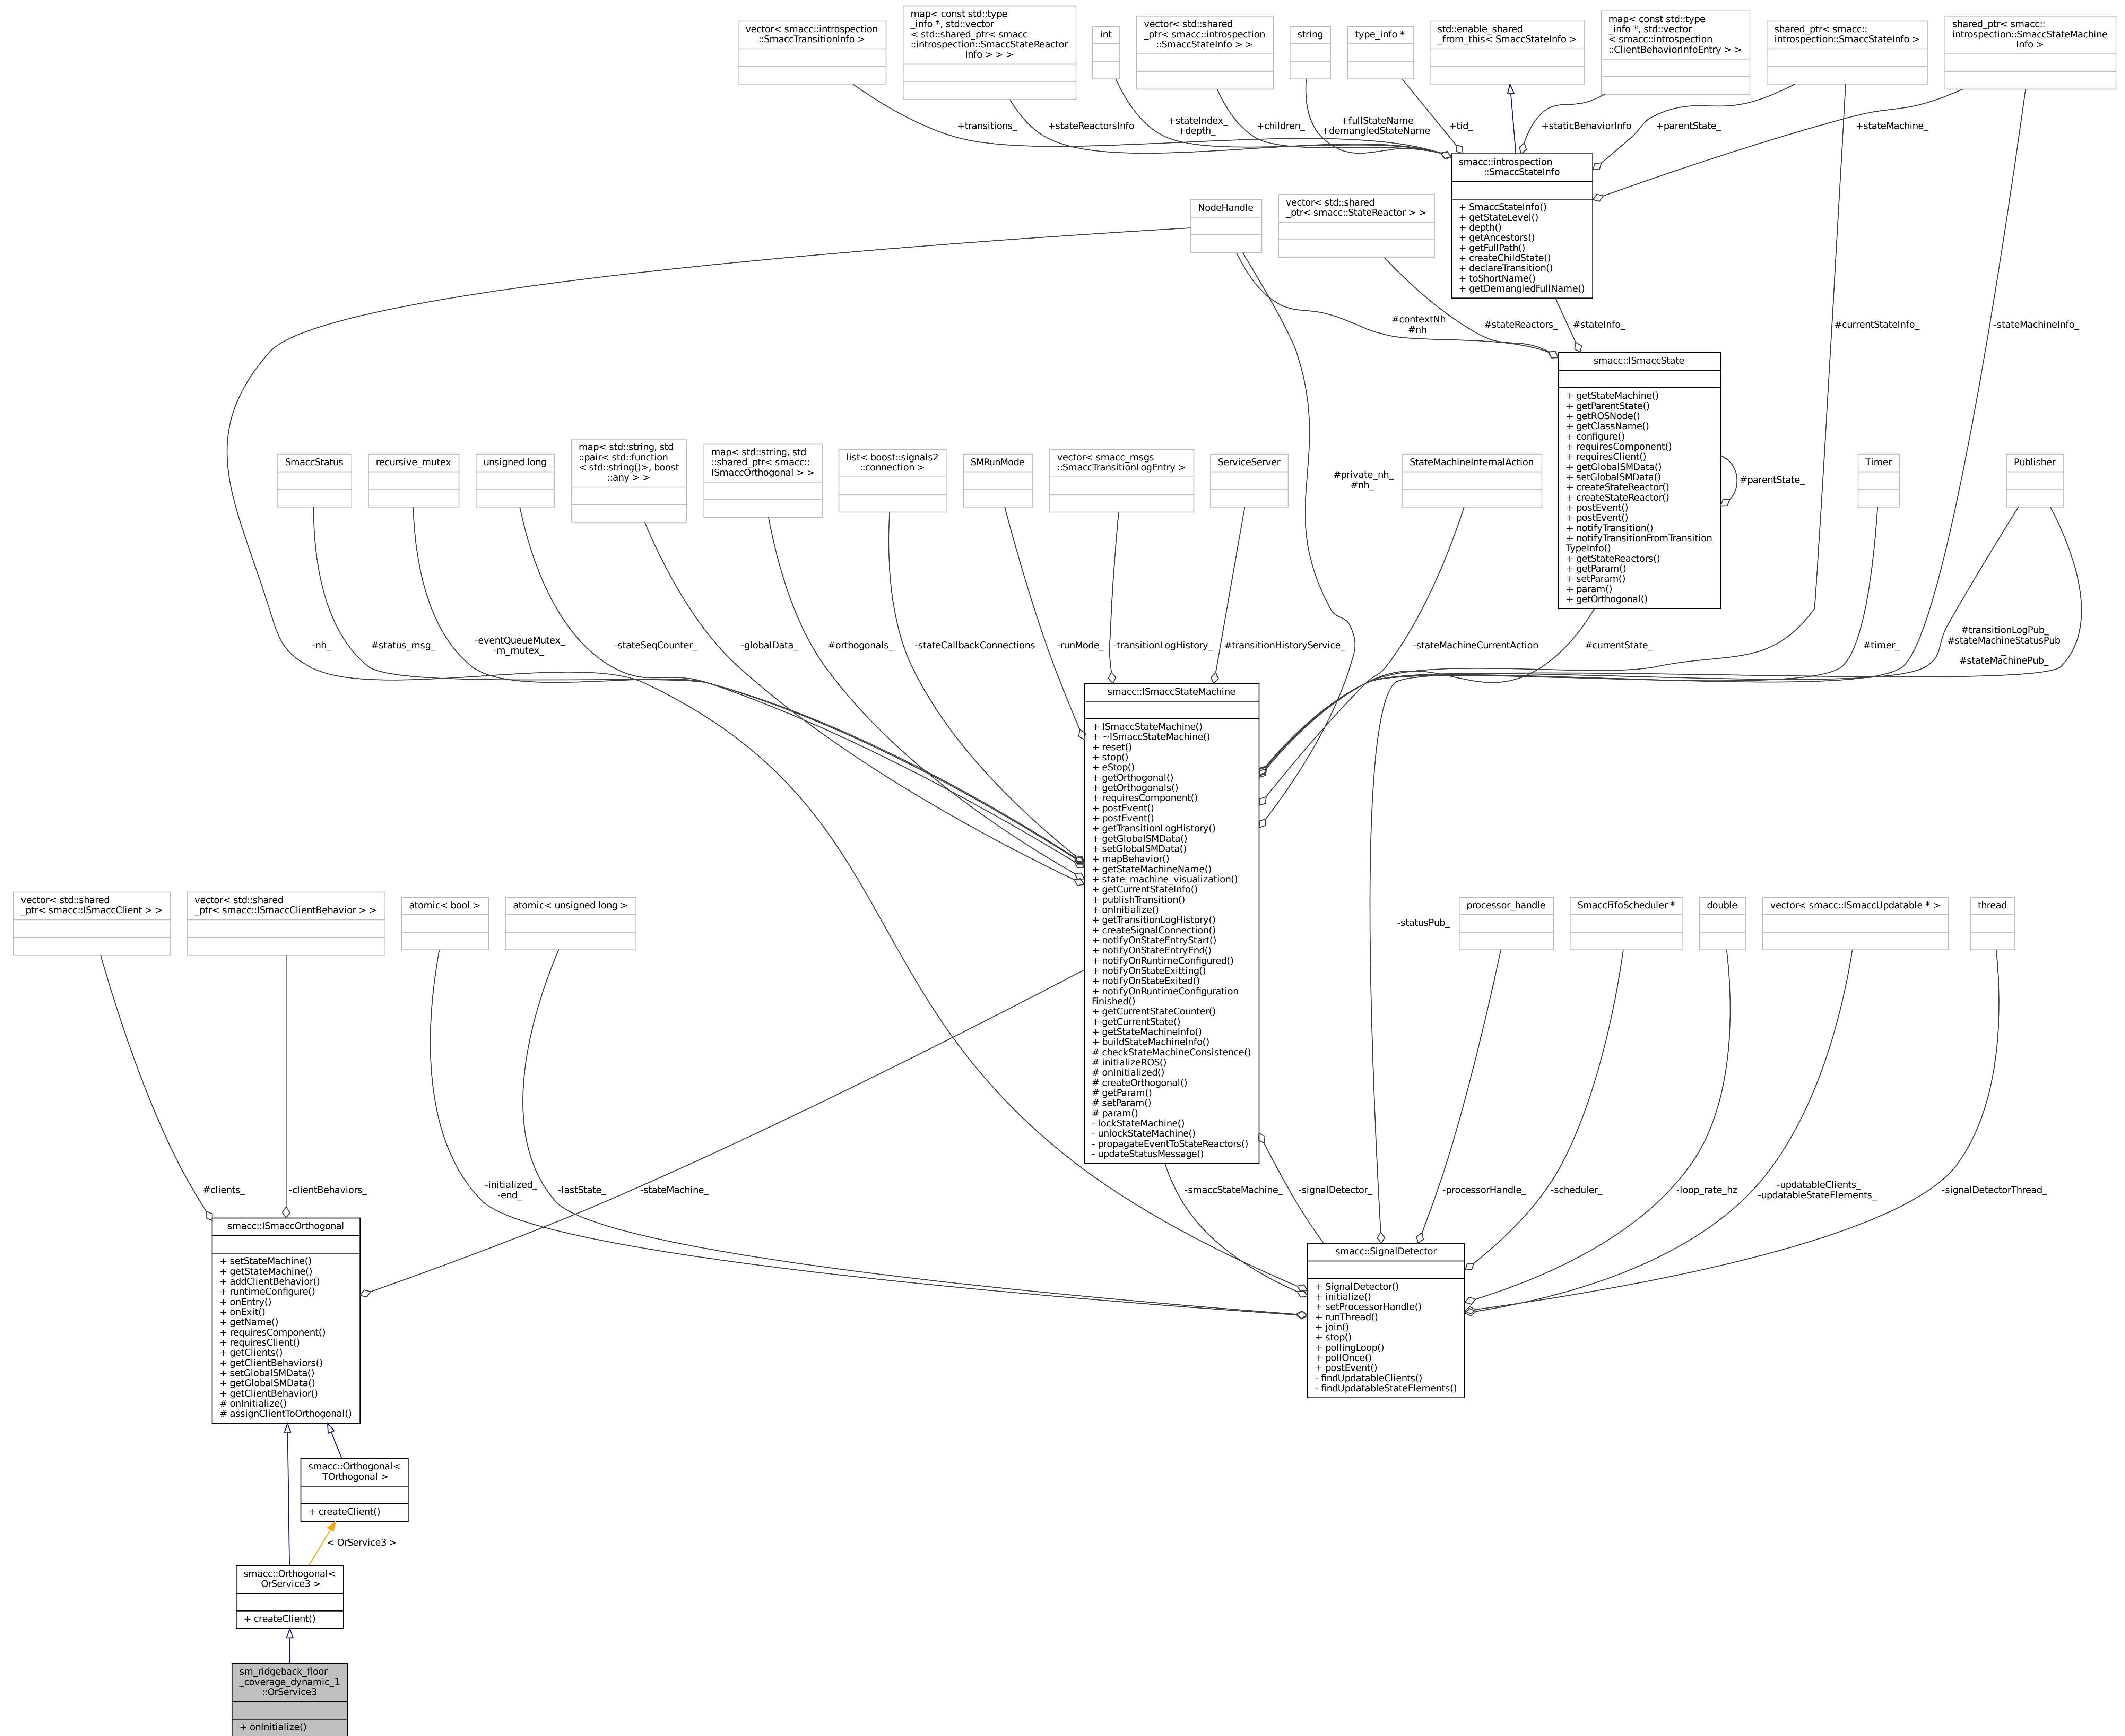 vector< smacc::introspection
::SmaccTransitionInfo >
map< const std::type
_info *, std::vector
< std::shared_ptr< smacc
::introspection::SmaccStateReactor
Info > > >
int
vector< std::shared
_ptr< smacc::introspection
::SmaccStateInfo > >
string
type_info *
std::enable_shared
_from_this< SmaccStateInfo >
map< const std::type
_info *, std::vector
< smacc::introspection
::ClientBehaviorInfoEntry > >
shared_ptr< smacc::
introspection::SmaccStateInfo >
shared_ptr< smacc::
introspection::SmaccStateMachine
Info >
+transitions_
+stateReactorsInfo
+stateIndex_
+depth_
+children_
+fullStateName
+demangledStateName
+tid_
+staticBehaviorInfo
+parentState_
+stateMachine_
smacc::introspection
::SmaccStateInfo
+ SmaccStateInfo()
+ getStateLevel()
+ depth()
+ getAncestors()
+ getFullPath()
+ createChildState()
+ declareTransition()
+ toShortName()
+ getDemangledFullName()
NodeHandle
vector< std::shared
_ptr< smacc::StateReactor > >
#contextNh
#nh
#stateReactors_
#stateInfo_
#currentStateInfo_
-stateMachineInfo_
smacc::ISmaccState
+ getStateMachine()
+ getParentState()
+ getROSNode()
+ getClassName()
+ configure()
+ requiresComponent()
+ requiresClient()
+ getGlobalSMData()
+ setGlobalSMData()
+ createStateReactor()
+ createStateReactor()
+ postEvent()
+ postEvent()
+ notifyTransition()
+ notifyTransitionFromTransition
TypeInfo()
+ getStateReactors()
+ getParam()
+ setParam()
+ param()
+ getOrthogonal()
#parentState_
SmaccStatus
recursive_mutex
unsigned long
map< std::string, std
::pair< std::function
< std::string()>, boost
::any > >
map< std::string, std
::shared_ptr< smacc::
ISmaccOrthogonal > >
list< boost::signals2
::connection >
SMRunMode
vector< smacc_msgs
::SmaccTransitionLogEntry >
ServiceServer
#private_nh_
#nh_
StateMachineInternalAction
Timer
Publisher
-nh_
#status_msg_
-eventQueueMutex_
-m_mutex_
-stateSeqCounter_
-globalData_
#orthogonals_
-stateCallbackConnections
-runMode_
-transitionLogHistory_
#transitionHistoryService_
-stateMachineCurrentAction
#currentState_
#timer_
#transitionLogPub_
#stateMachineStatusPub
_
#stateMachinePub_
smacc::ISmaccStateMachine
+ ISmaccStateMachine()
+ ~ISmaccStateMachine()
+ reset()
+ stop()
+ eStop()
+ getOrthogonal()
+ getOrthogonals()
+ requiresComponent()
+ postEvent()
+ postEvent()
+ getTransitionLogHistory()
+ getGlobalSMData()
+ setGlobalSMData()
+ mapBehavior()
+ getStateMachineName()
+ state_machine_visualization()
+ getCurrentStateInfo()
+ publishTransition()
+ onInitialize()
+ getTransitionLogHistory()
+ createSignalConnection()
+ notifyOnStateEntryStart()
+ notifyOnStateEntryEnd()
+ notifyOnRuntimeConfigured()
+ notifyOnStateExitting()
+ notifyOnStateExited()
+ notifyOnRuntimeConfiguration
Finished()
+ getCurrentStateCounter()
+ getCurrentState()
+ getStateMachineInfo()
+ buildStateMachineInfo()
# checkStateMachineConsistence()
# initializeROS()
# onInitialized()
# createOrthogonal()
# getParam()
# setParam()
# param()
- lockStateMachine()
- unlockStateMachine()
- propagateEventToStateReactors()
- updateStatusMessage()
vector< std::shared
_ptr< smacc::ISmaccClient > >
vector< std::shared
_ptr< smacc::ISmaccClientBehavior > >
atomic< bool >
atomic< unsigned long >
-statusPub_
processor_handle
SmaccFifoScheduler *
double
vector< smacc::ISmaccUpdatable * >
thread
#clients_
-clientBehaviors_
-initialized_
-end_
-lastState_
-stateMachine_
-smaccStateMachine_
-signalDetector_
-processorHandle_
-scheduler_
-loop_rate_hz
-updatableClients_
-updatableStateElements_
-signalDetectorThread_
smacc::ISmaccOrthogonal
+ setStateMachine()
+ getStateMachine()
+ addClientBehavior()
+ runtimeConfigure()
+ onEntry()
+ onExit()
+ getName()
+ requiresComponent()
+ requiresClient()
+ getClients()
+ getClientBehaviors()
+ setGlobalSMData()
+ getGlobalSMData()
+ getClientBehavior()
# onInitialize()
# assignClientToOrthogonal()
smacc::SignalDetector
+ SignalDetector()
+ initialize()
+ setProcessorHandle()
+ runThread()
+ join()
+ stop()
+ pollingLoop()
+ pollOnce()
+ postEvent()
- findUpdatableClients()
- findUpdatableStateElements()
smacc::Orthogonal<
TOrthogonal >
+ createClient()
< OrService3 >
smacc::Orthogonal<
OrService3 >
+ createClient()
sm_ridgeback_floor
_coverage_dynamic_1
::OrService3
+ onInitialize()